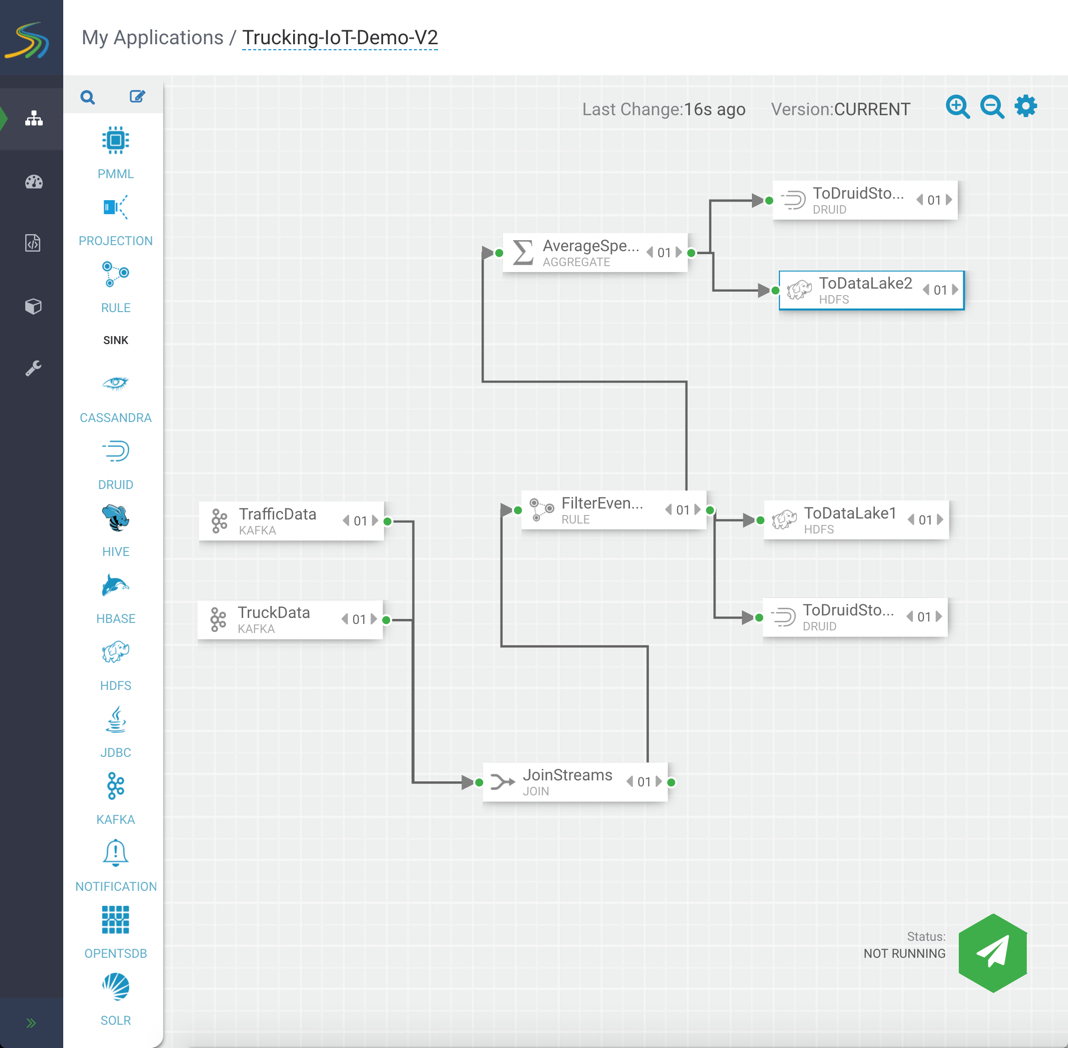 My Applications / Trucking-IoT-Demo-V2
Last Change:16s ago Version:CURRENT
PMML
PROJECTION
RULE
SINK
CASSANDRA
DRUID
HIVE
HBASE
HDFS
JDBC
KAFKA
NOTIFICATION
OPENTSDB
SOLR
ToDruidSto... 01
DRUID
AverageSpe... 01
AGGREGATE
ToDataLake2 01
HDFS
TrafficData 01
KAFKA
FilterEven... 01
RULE
ToDataLake1 01
HDFS
TruckData 01
KAFKA
ToDruidSto... 01
DRUID
JoinStreams 01
JOIN
Status:
NOT RUNNING